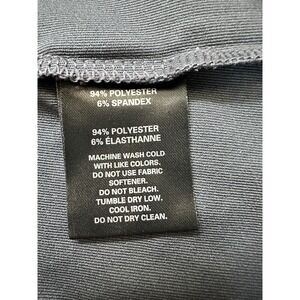 94% POLYESTER
6% SPANDEX
94% POLYESTER
6% ÉLASTHANNE
MACHINE WASH COLD
WITH LIKE COLORS.
DO NOT USE FABRIC
SOFTENER.
DO NOT BLEACH.
TUMBLE DRY LOW.
COOL IRON.
DO NOT DRY CLEAN.